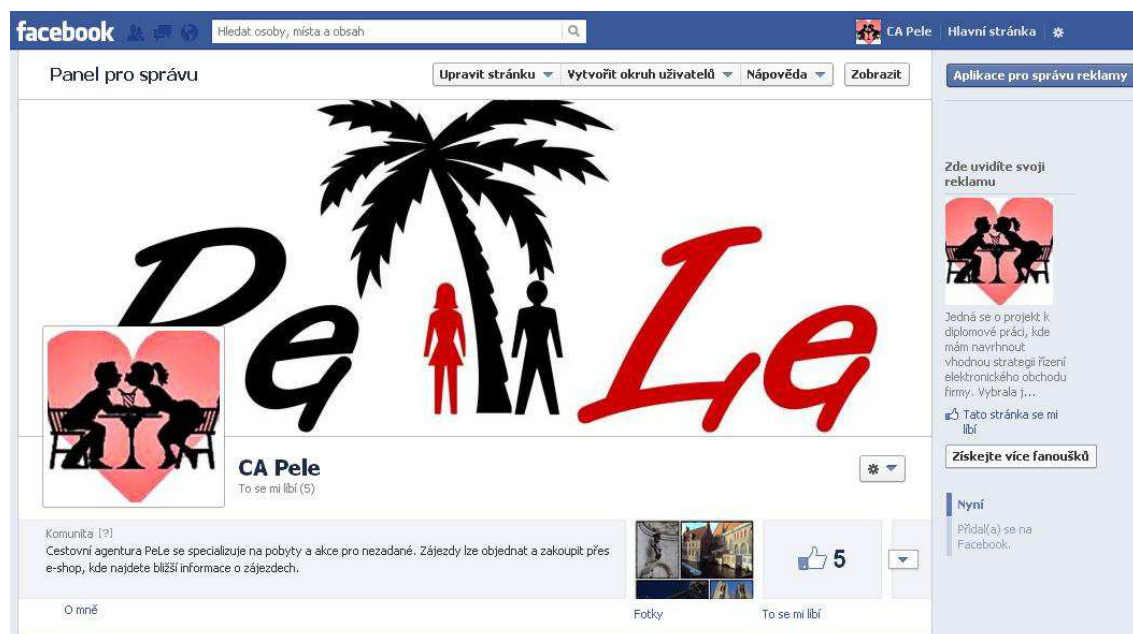 facebook
Hledat osoby, místa a obsah
CA Pele
Hlavní stránka
Panel pro správu
Upravit stránku
Vytvořit okruh uživatelů
Nápověda
Zobrazit
Aplikace pro správu reklamy
PeLe
CA Pele
To se mi líbí (5)
Komunita [?]
Cestovní agentura PeLe se specializuje na pobyty a akce pro nezadané. Zájezdy lze objednat a zakoupit přes
e-shop, kde najdete bližší informace o zájezdech.
5
O mně
Fotky
To se mi líbí
Zde uvidíte svoji
reklamu
Jedná se o projekt k
diplomové práci, kde
mám navrhnout
vhodnou strategii řízení
elektronického obchodu
firmy. Vybrala j...
Tato stránka se mi
líbí
Získejte více fanoušků
Nyní
Přidal(a) se na
Facebook.